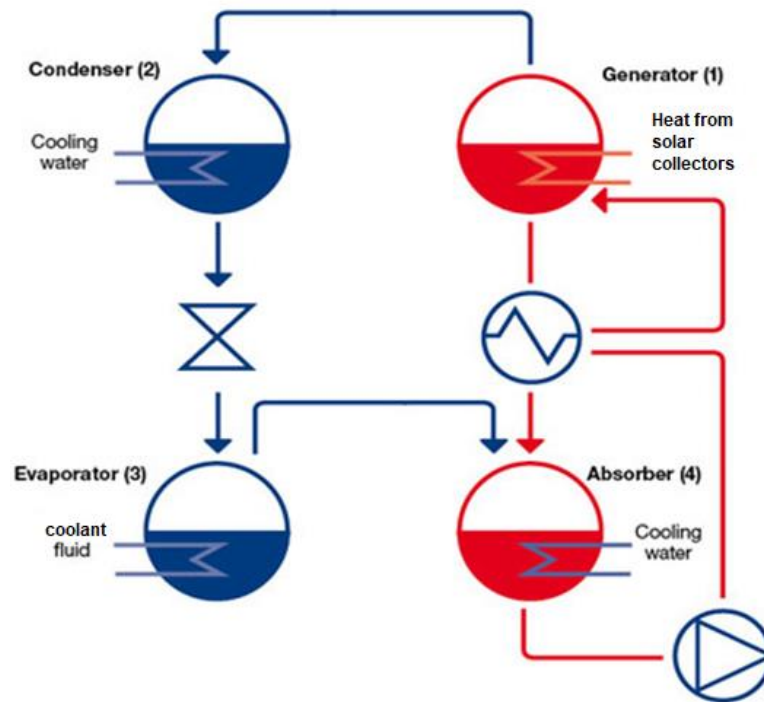 Condenser (2)
Generator (1)
Cooling
water
Heat from
solar
collectors
Evaporator (3)
Absorber (4)
coolant
fluid
Cooling
water